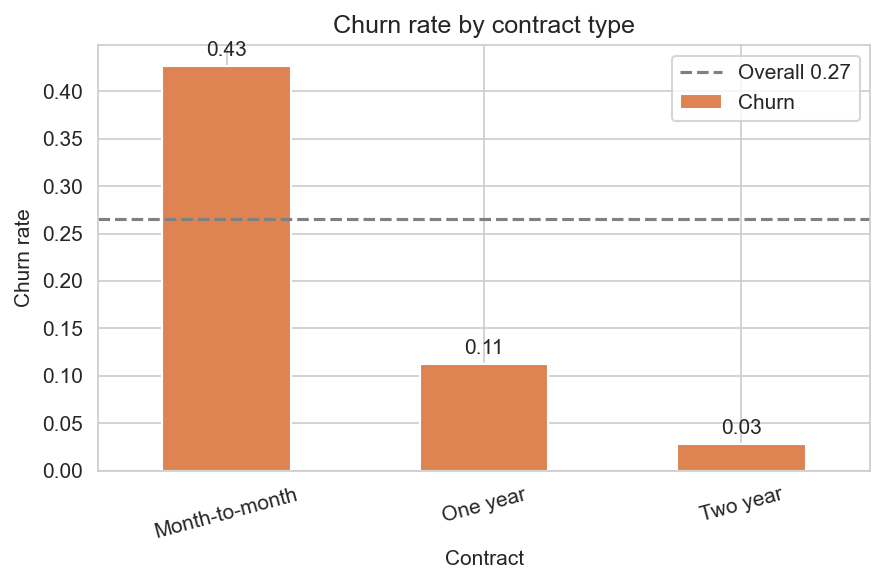 Churn rate by contract type
0.43
Overall 0.27
Churn
0.40
0.35
0.30
0.25
0.20
0.15
0.10
0.05
0.00
0.11
0.03
Churn rate
Month-to-month
One year
Two year
Contract